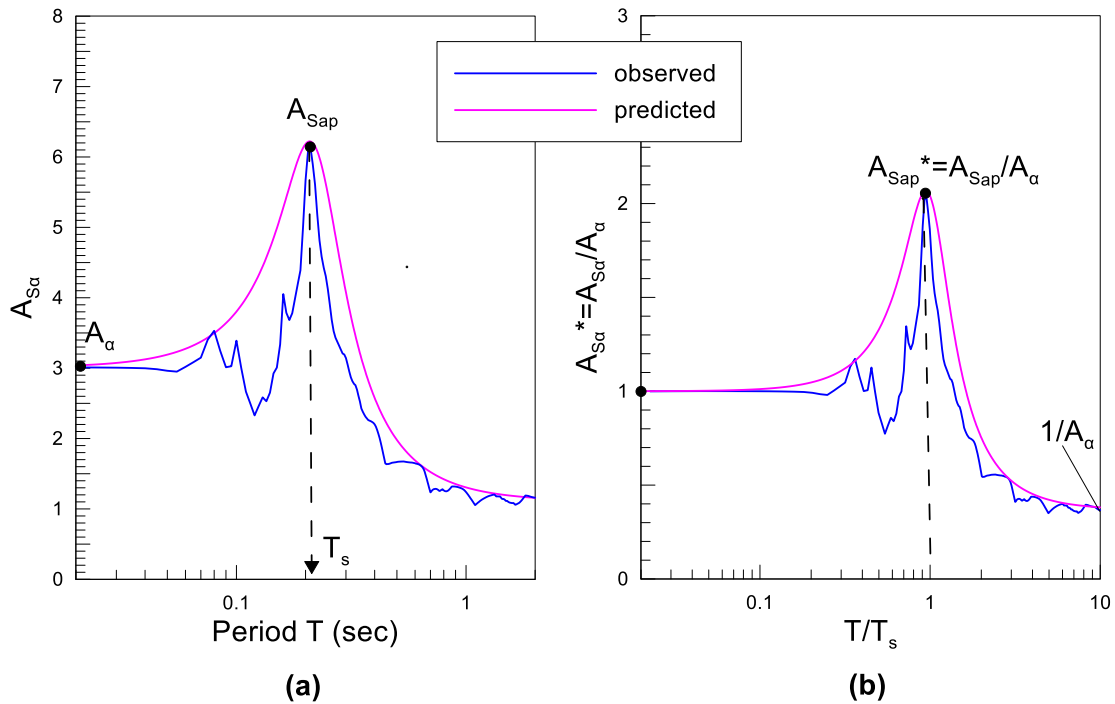 8
7
6
5
4
3
2
1
0
A_Sα
A_Sap
A_α
T_s
0.1
1
Period T (sec)
(a)
observed
predicted
3
2
1
0
A_Sα*=A_Sα/A_α
A_Sap*=A_Sap/A_α
1/A_α
0.1
1
10
T/T_s
(b)